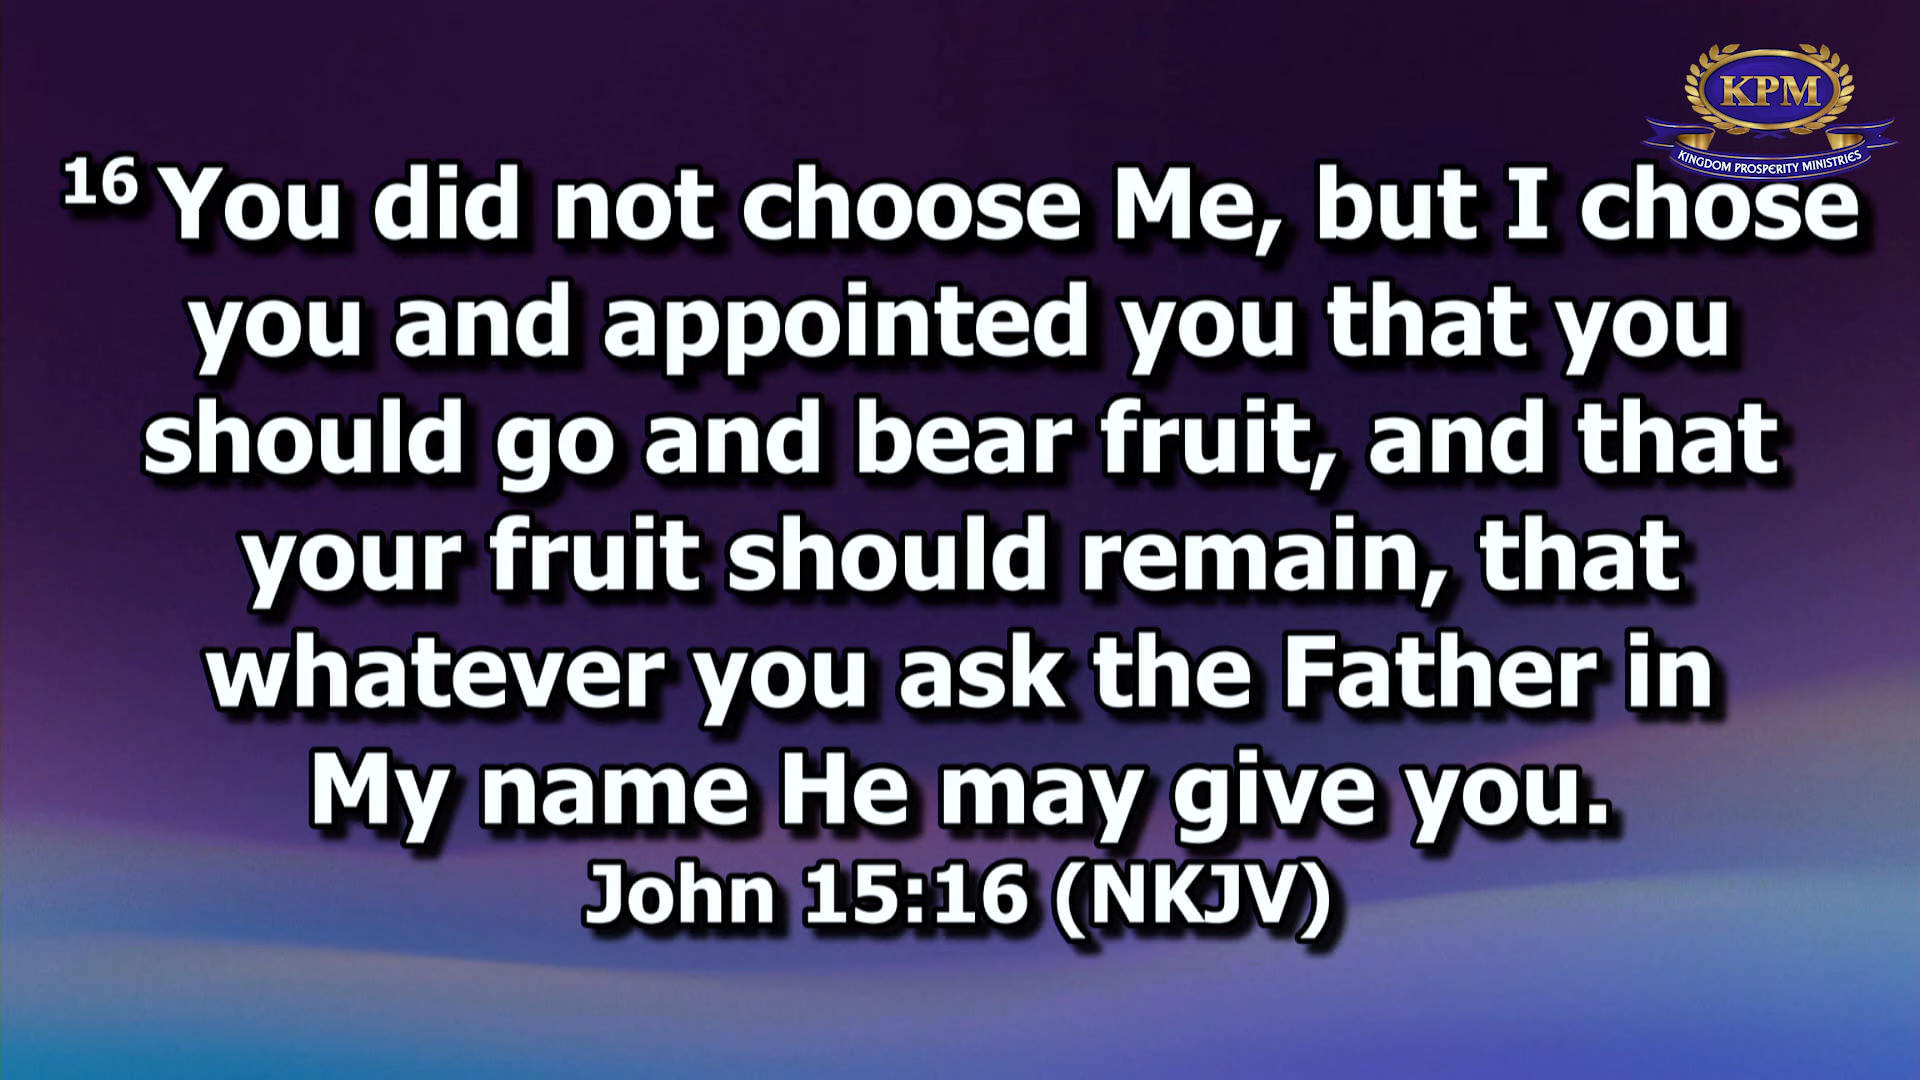 KPM
KINGDOM PROSPERITY MINISTRIES
16 You did not choose Me, but I chose
you and appointed you that you
should go and bear fruit, and that
your fruit should remain, that
whatever you ask the Father in
My name He may give you.
John 15:16 (NKJV)